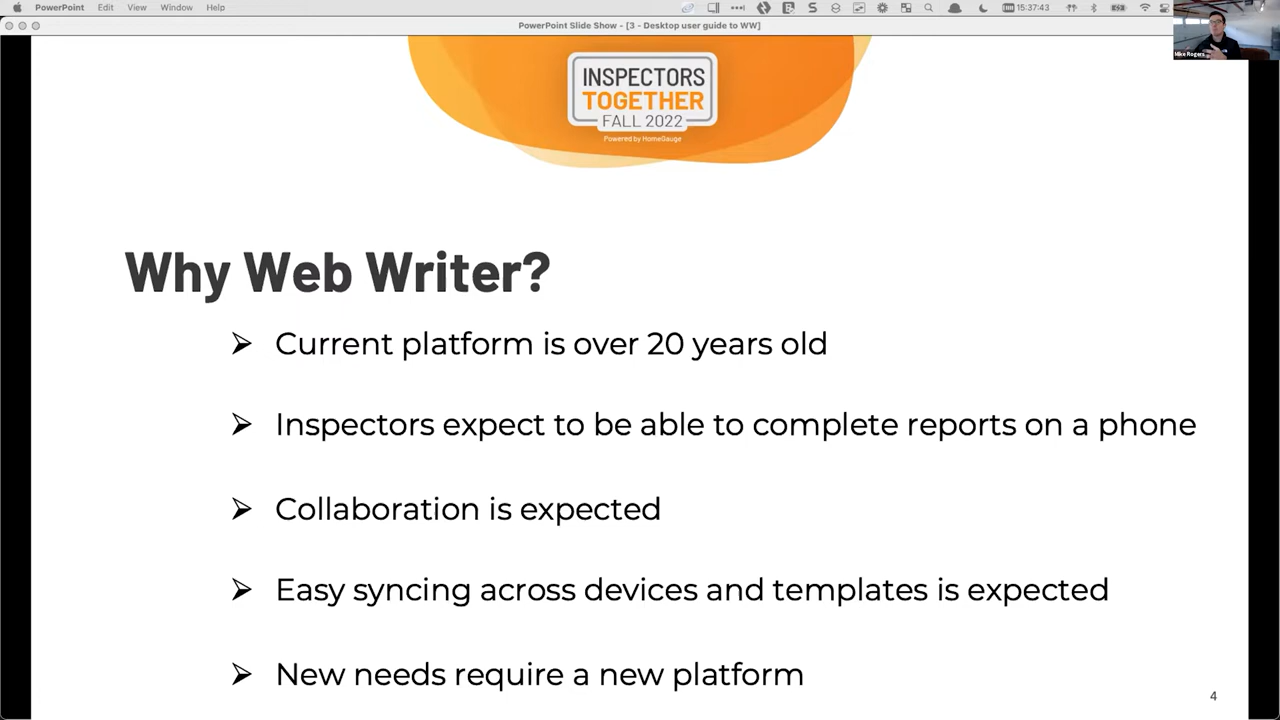 PowerPoint Edit View Window Help
15:37:43
PowerPoint Slide Show - [3 - Desktop user guide to WW]
Mike Rogers
INSPECTORS
TOGETHER
FALL 2022
Powered by HomeGauge
Why Web Writer?
➢ Current platform is over 20 years old
➢ Inspectors expect to be able to complete reports on a phone
➢ Collaboration is expected
➢ Easy syncing across devices and templates is expected
➢ New needs require a new platform
4